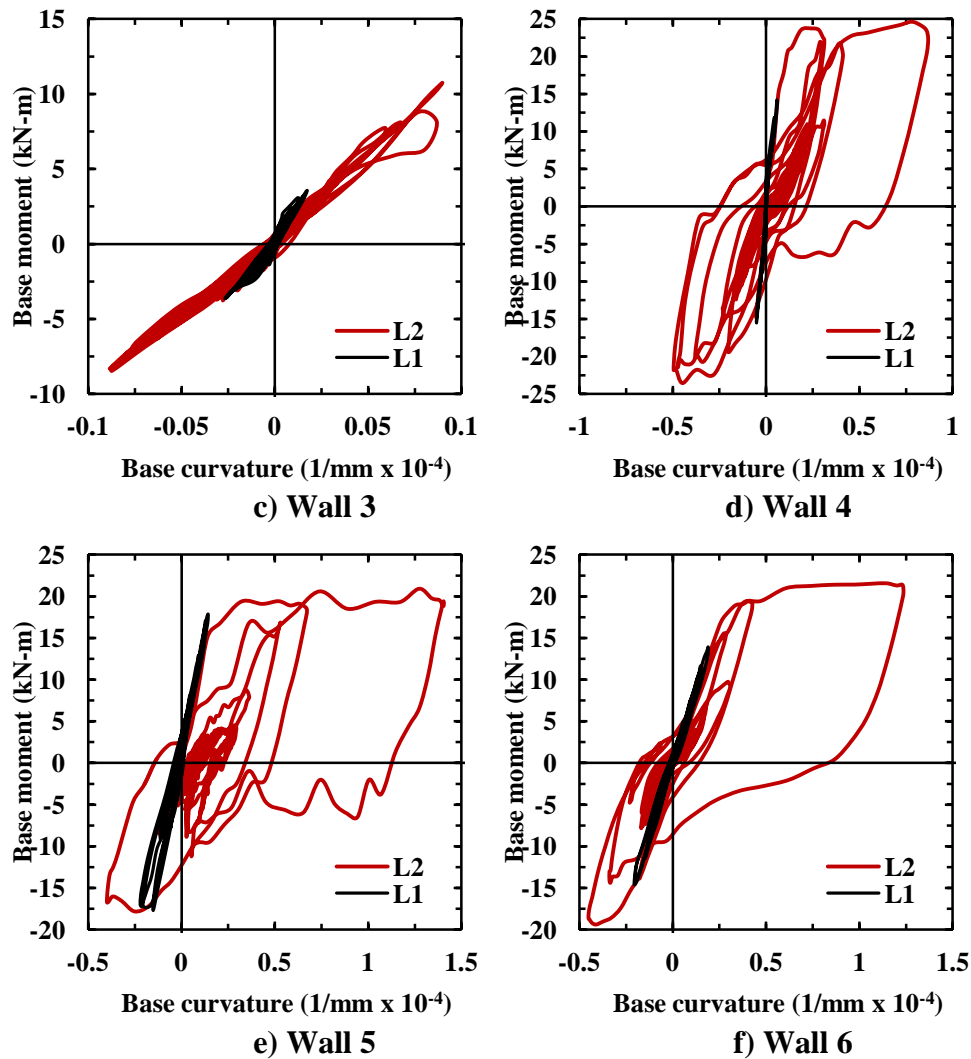 15
10
5
0
-5
-10
Base moment (kN-m)
L2
L1
-0.1
-0.05
0
0.05
0.1
Base curvature (1/mm x 10⁻⁴)
c) Wall 3
25
20
15
10
5
0
-5
-10
-15
-20
-25
Base moment (kN-m)
L2
L1
-1
-0.5
0
0.5
1
Base curvature (1/mm x 10⁻⁴)
d) Wall 4
25
20
15
10
5
0
-5
-10
-15
-20
Base moment (kN-m)
L2
L1
-0.5
0
0.5
1
1.5
Base curvature (1/mm x 10⁻⁴)
e) Wall 5
25
20
15
10
5
0
-5
-10
-15
-20
Base moment (kN-m)
L2
L1
-0.5
0
0.5
1
1.5
Base curvature (1/mm x 10⁻⁴)
f) Wall 6